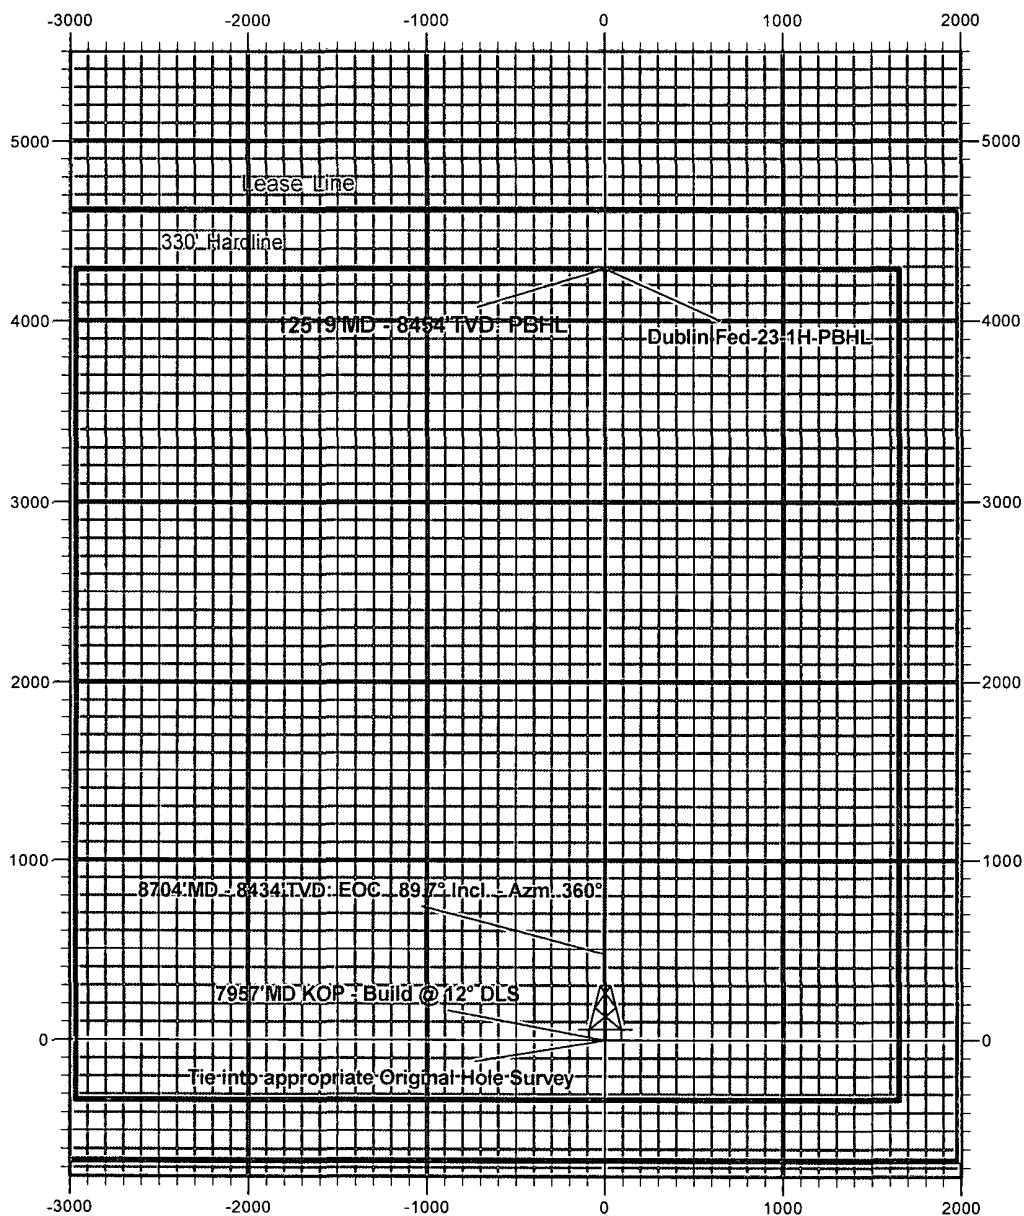 -3000 -2000 -1000 0 1000 2000
5000 5000
Lease Line
330' Hardline
12519'MD - 8454'TVD: PBHL
4000 4000
Dublin Fed 23-1H PBHL
3000 3000
2000 2000
1000 1000
8704'MD - 8434'TVD: EOC 89.7° Incl. - Azm. 360°
7957'MD KOP - Build @ 12° DLS
0 0
Tie into appropriate Original Hole Survey
-3000 -2000 -1000 0 1000 2000